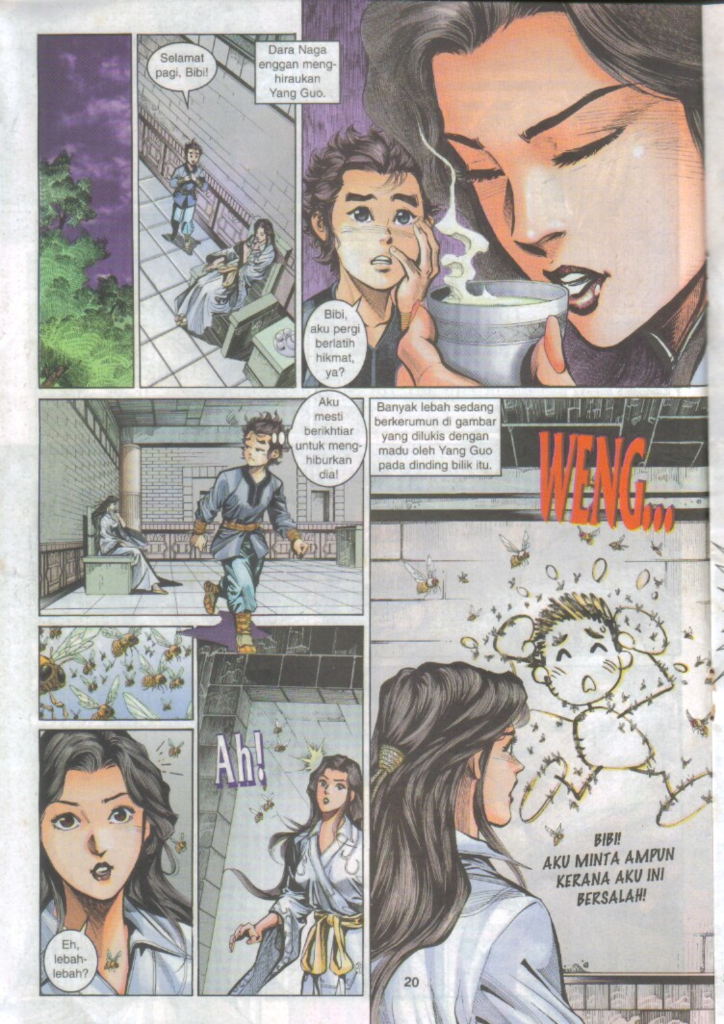 Selamat
pagi, Bibi!
Dara Naga
enggan meng-
hiraukan
Yang Guo.
Bibi,
aku pergi
berlatih
hikmat,
ya?
Aku
mesti
berikhtiar
untuk meng-
hiburkan
dia!
Banyak lebah sedang
berkerumun di gambar
yang dilukis dengan
madu oleh Yang Guo
pada dinding bilik itu.
WENG...
Ah!
Eh,
lebah-
lebah?
BIBI!
AKU MINTA AMPUN
KERANA AKU INI
BERSALAH!
20